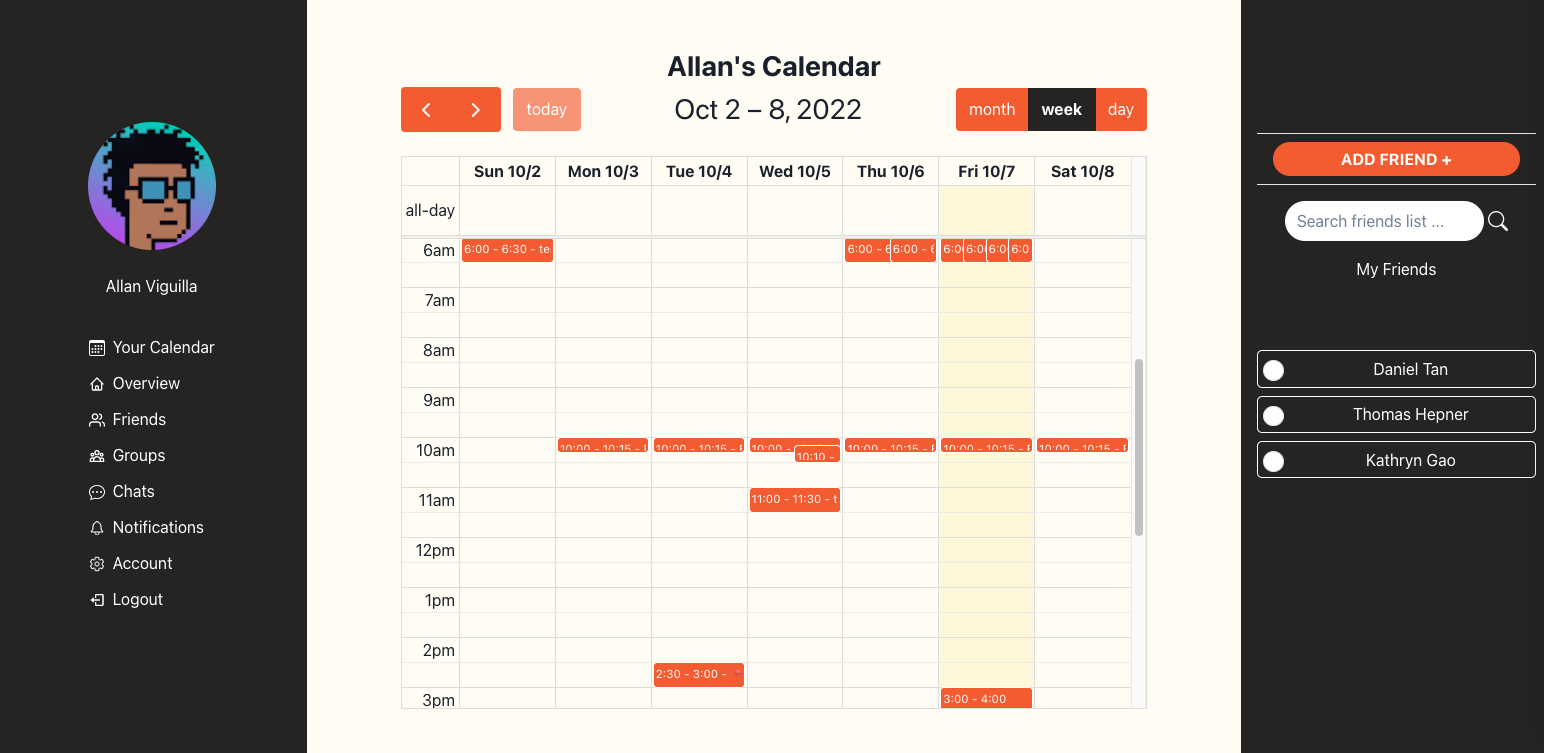 Allan Viguilla
Your Calendar
Overview
Friends
Groups
Chats
Notifications
Account
Logout
Allan's Calendar
today
Oct 2 – 8, 2022
month week day
Sun 10/2 Mon 10/3 Tue 10/4 Wed 10/5 Thu 10/6 Fri 10/7 Sat 10/8
all-day
6am 6:00 - 6:30 - te 6:00 - 6 6:00 - 6 6:0 6:0 6:0 6:0
7am
8am
9am
10am 10:00 - 10:15 - 10:00 - 10:15 - 10:00 - 10:00 - 10:15 - 10:00 - 10:15 - 10:00 - 10:15 -
10:10 -
11am 11:00 - 11:30 - t
12pm
1pm
2pm
2:30 - 3:00 -
3pm 3:00 - 4:00
ADD FRIEND +
Search friends list ...
My Friends
Daniel Tan
Thomas Hepner
Kathryn Gao